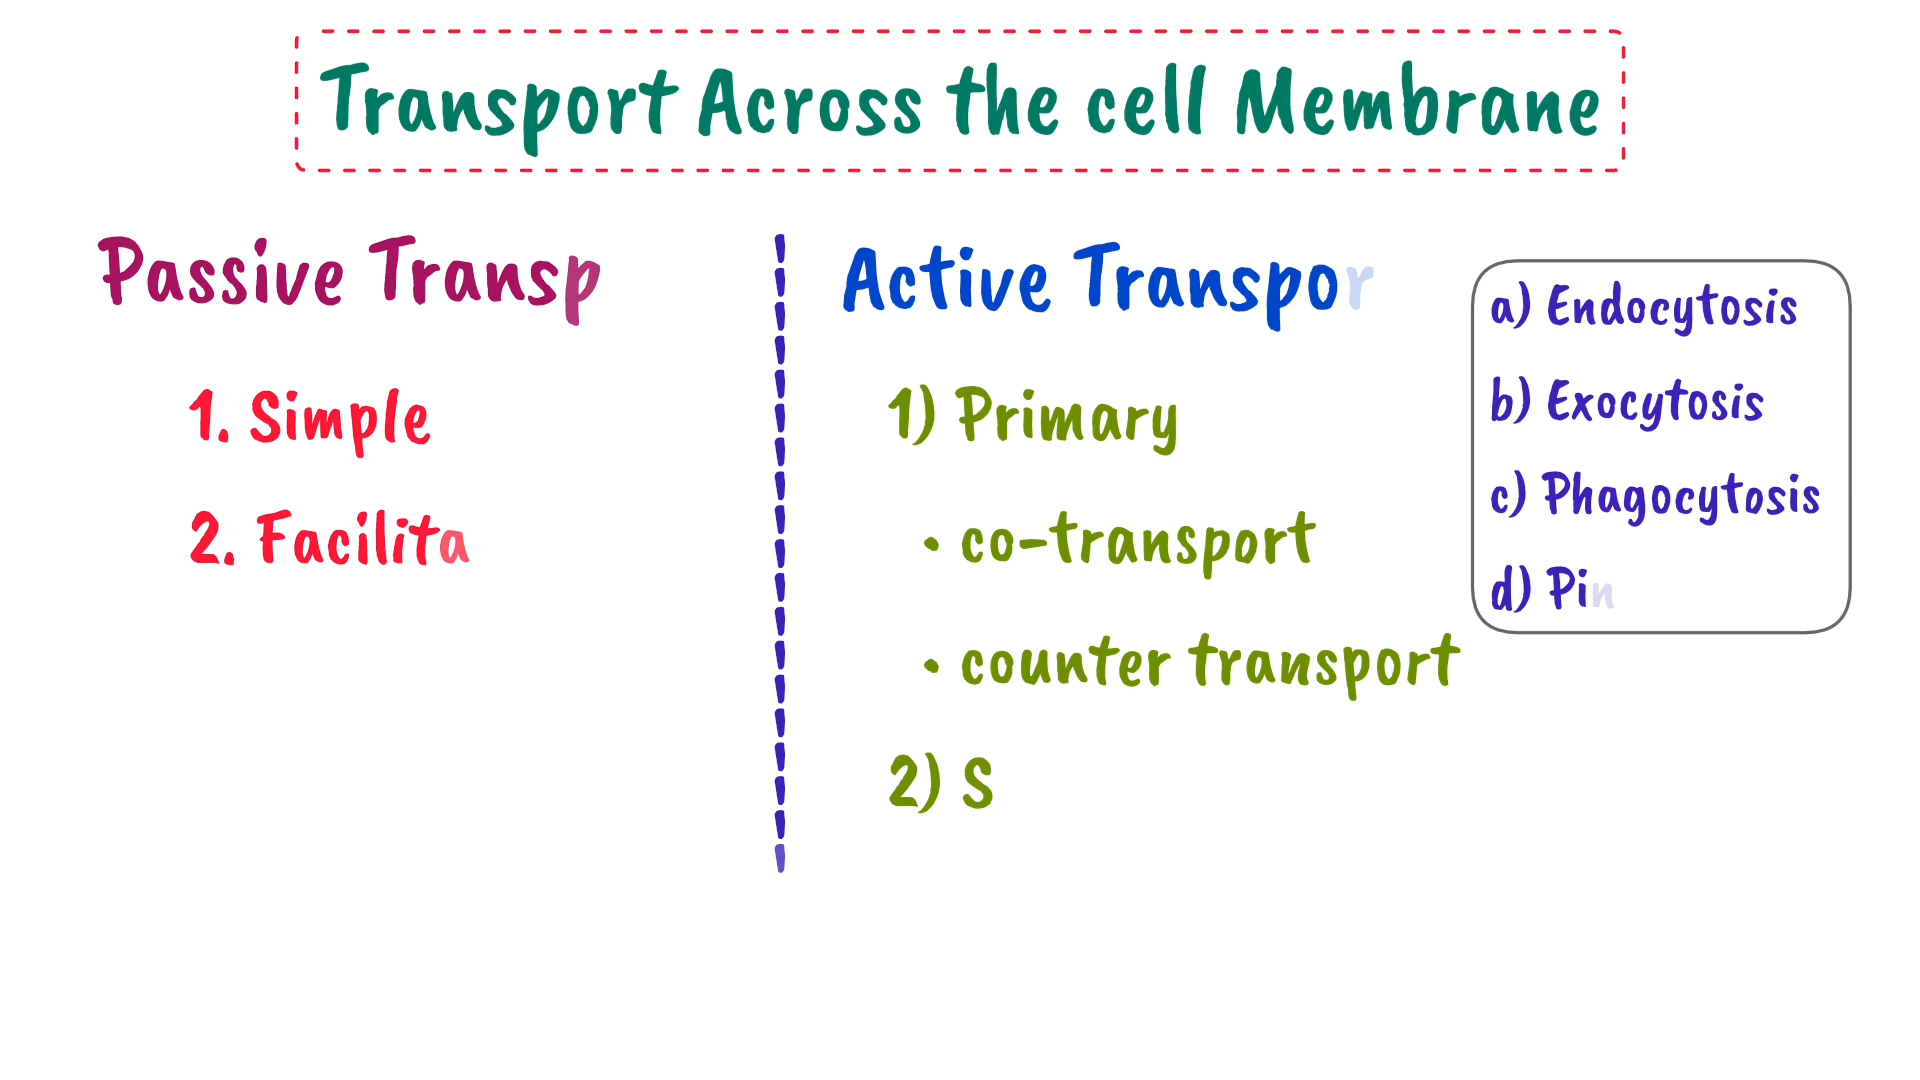 Transport Across the cell Membrane
Passive Transp
1. Simple
2. Facilita
Active Transpor
1) Primary
• co-transport
• counter transport
2) S
a) Endocytosis
b) Exocytosis
c) Phagocytosis
d) Pin